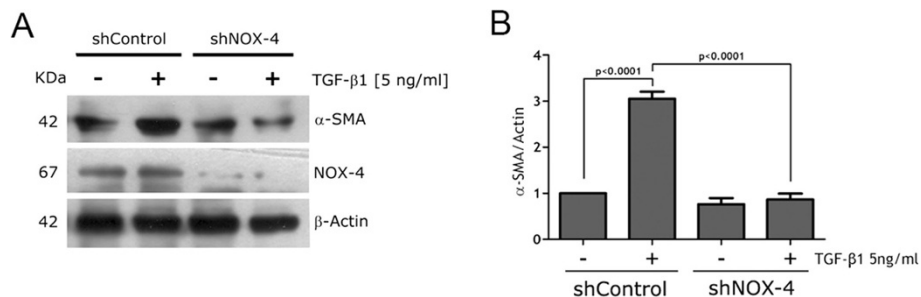 A
shControl shNOX-4
KDa - + - + TGF-β1 [5 ng/ml]
42 α-SMA
67 NOX-4
42 β-Actin
B
p<0.0001 p<0.0001
α-SMA/Actin
4
3
2
1
0
- + - + TGF-β1 5ng/ml
shControl shNOX-4